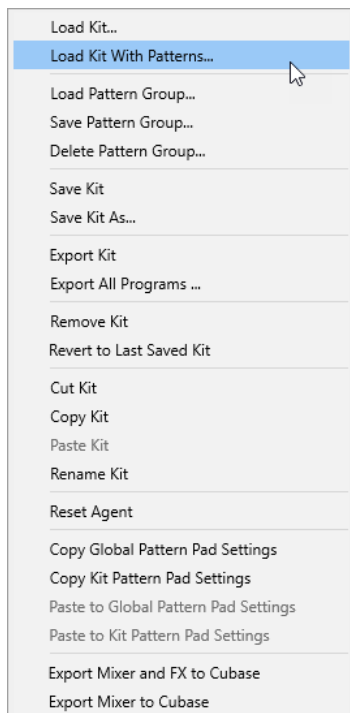 Load Kit...
Load Kit With Patterns...
Load Pattern Group...
Save Pattern Group...
Delete Pattern Group...
Save Kit
Save Kit As...
Export Kit
Export All Programs ...
Remove Kit
Revert to Last Saved Kit
Cut Kit
Copy Kit
Paste Kit
Rename Kit
Reset Agent
Copy Global Pattern Pad Settings
Copy Kit Pattern Pad Settings
Paste to Global Pattern Pad Settings
Paste to Kit Pattern Pad Settings
Export Mixer and FX to Cubase
Export Mixer to Cubase